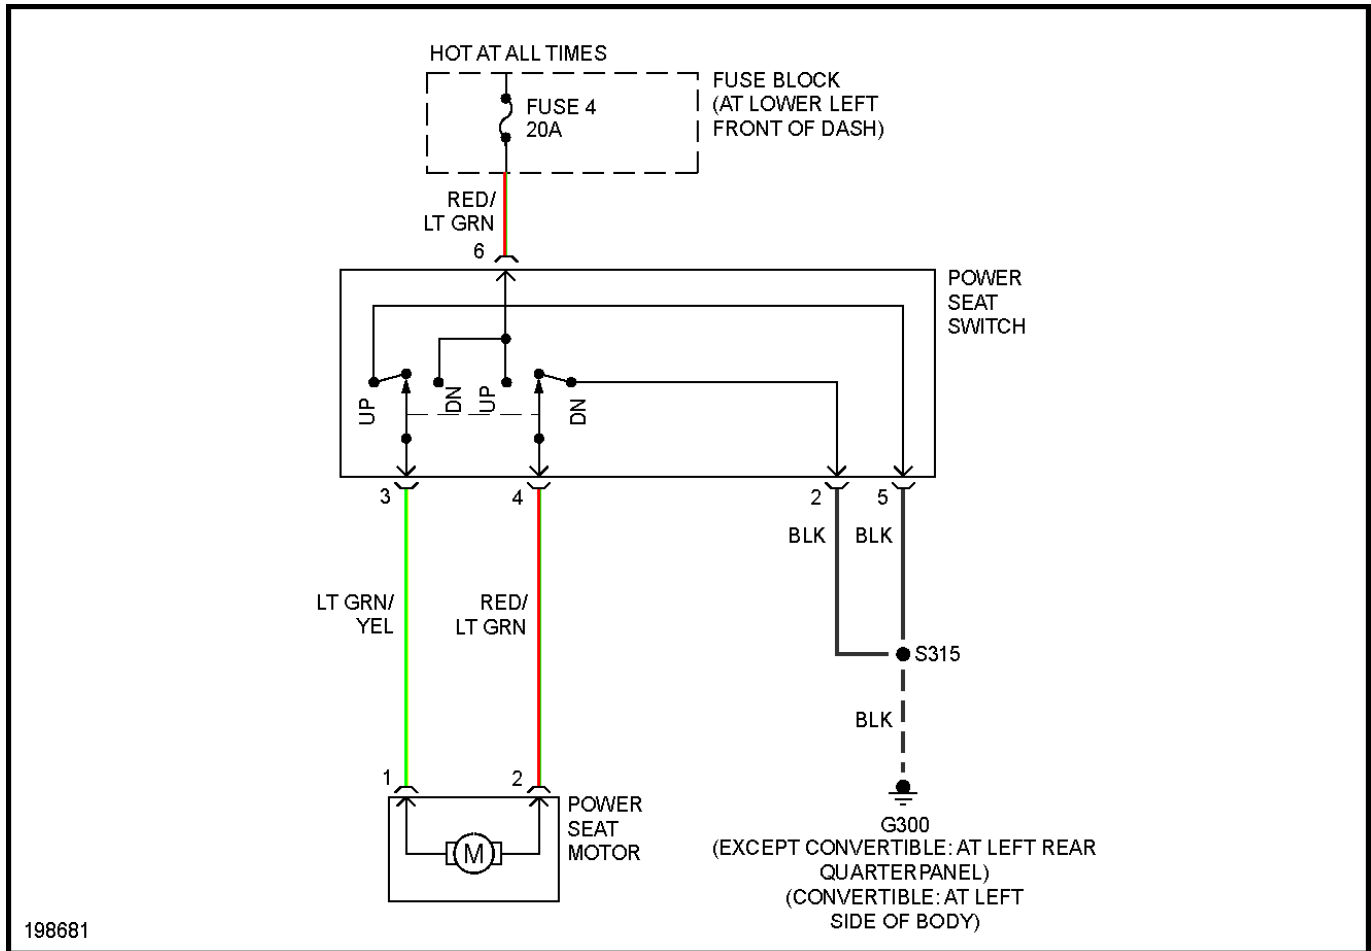 HOT AT ALL TIMES
FUSE BLOCK
(AT LOWER LEFT
FRONT OF DASH)
FUSE 4
20A
RED/
LT GRN
6
POWER
SEAT
SWITCH
UP
DN
UP
DN
3
4
2
5
BLK
BLK
LT GRN/
YEL
RED/
LT GRN
S315
BLK
1
2
POWER
SEAT
MOTOR
M
G300
(EXCEPT CONVERTIBLE: AT LEFT REAR
QUARTERPANEL)
(CONVERTIBLE: AT LEFT
SIDE OF BODY)
198681